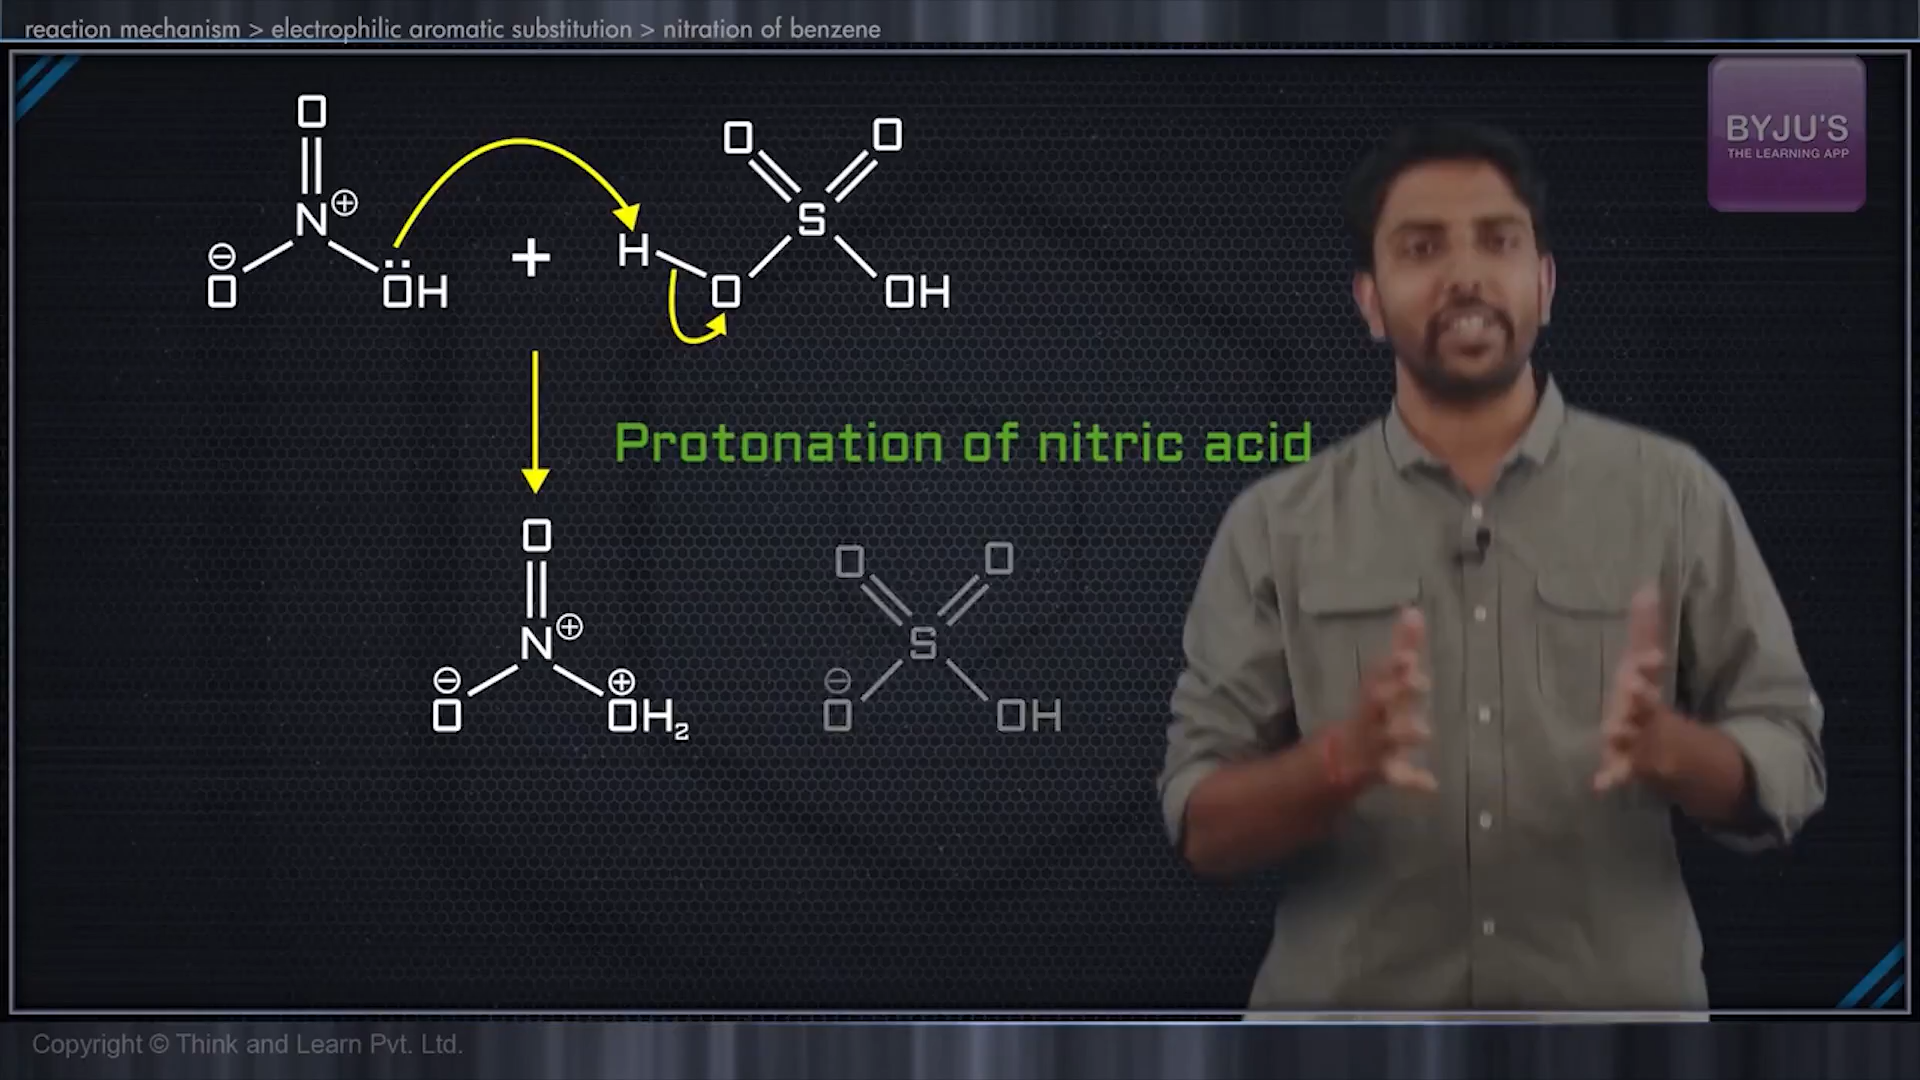 reaction mechanism > electrophilic aromatic substitution > nitration of benzene
BYJU'S
THE LEARNING APP
O
O O
N⊕
S
⊖
H
O
ÖH
+
O
OH
Protonation of nitric acid
O
O O
N⊕
S
⊖
⊕
⊖
O
OH₂
O
OH
Copyright © Think and Learn Pvt. Ltd.